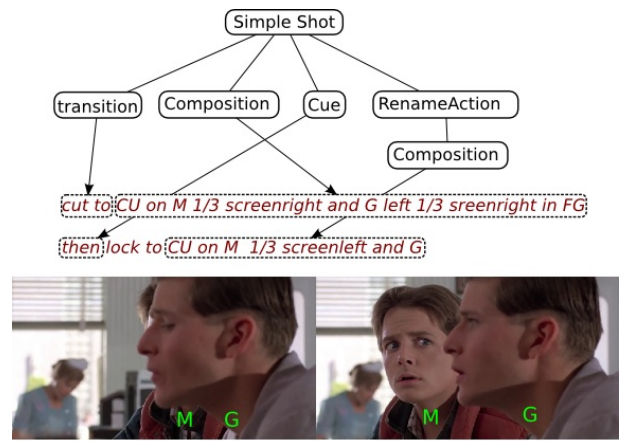 Simple Shot
transition Composition Cue RenameAction
Composition
cut to CU on M 1/3 screenright and G left 1/3 sreenright in FG
then lock to CU on M 1/3 screenleft and G
M G M G